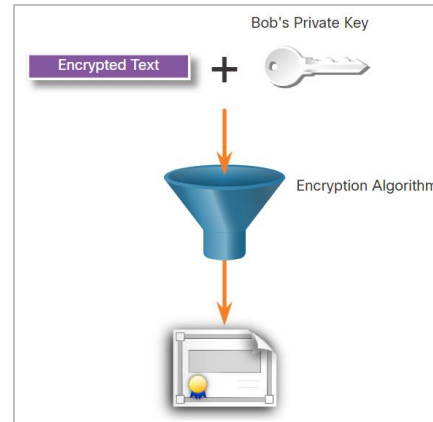 Bob's Private Key
Encrypted Text
+
Encryption Algorithm